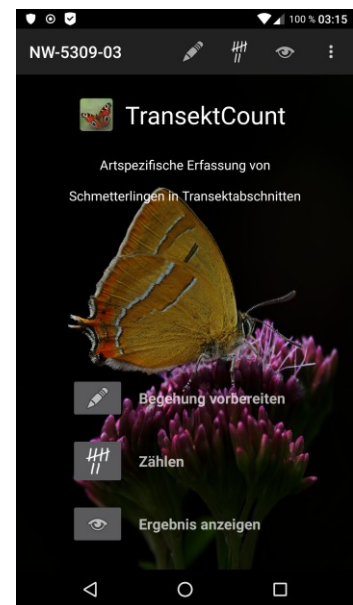 100 % 03:15
NW-5309-03
TransektCount
Artspezifische Erfassung von
Schmetterlingen in Transektabschnitten
Begehung vorbereiten
Zählen
Ergebnis anzeigen